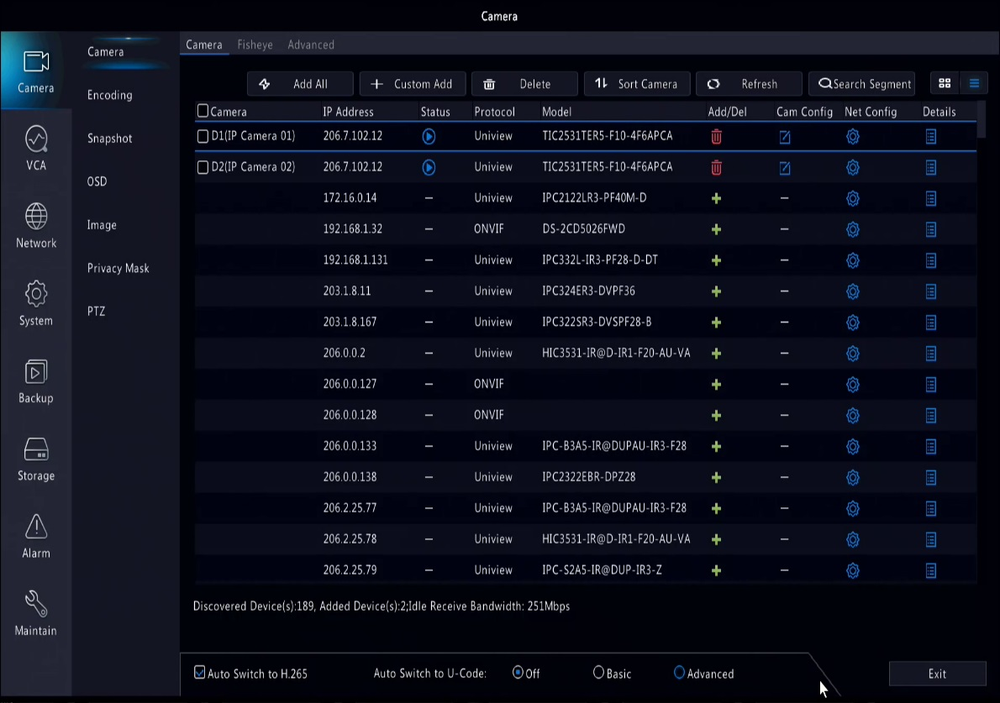 Camera
Camera
VCA
Network
System
Backup
Storage
Alarm
Maintain
Camera
Encoding
Snapshot
OSD
Image
Privacy Mask
PTZ
Camera Fisheye Advanced
Add All Custom Add Delete Sort Camera Refresh Search Segment
Camera IP Address Status Protocol Model Add/Del Cam Config Net Config Details
D1(IP Camera 01) 206.7.102.12 Uniview TIC2531TER5-F10-4F6APCA
D2(IP Camera 02) 206.7.102.12 Uniview TIC2531TER5-F10-4F6APCA
172.16.0.14 – Uniview IPC2122LR3-PF40M-D –
192.168.1.32 – ONVIF DS-2CD5026FWD –
192.168.1.131 – Uniview IPC332L-IR3-PF28-D-DT –
203.1.8.11 – Uniview IPC324ER3-DVPF36 –
203.1.8.167 – Uniview IPC322SR3-DVSPF28-B –
206.0.0.2 – Uniview HIC3531-IR@D-IR1-F20-AU-VA –
206.0.0.127 – ONVIF –
206.0.0.128 – ONVIF –
206.0.0.133 – Uniview IPC-B3A5-IR@DUPAU-IR3-F28 –
206.0.0.138 – Uniview IPC2322EBR-DPZ28 –
206.2.25.77 – Uniview IPC-B3A5-IR@DUPAU-IR3-F28 –
206.2.25.78 – Uniview HIC3531-IR@D-IR1-F20-AU-VA –
206.2.25.79 – Uniview IPC-S2A5-IR@DUP-IR3-Z –
Discovered Device(s):189, Added Device(s):2;Idle Receive Bandwidth: 251Mbps
Auto Switch to H.265 Auto Switch to U-Code: Off Basic Advanced Exit